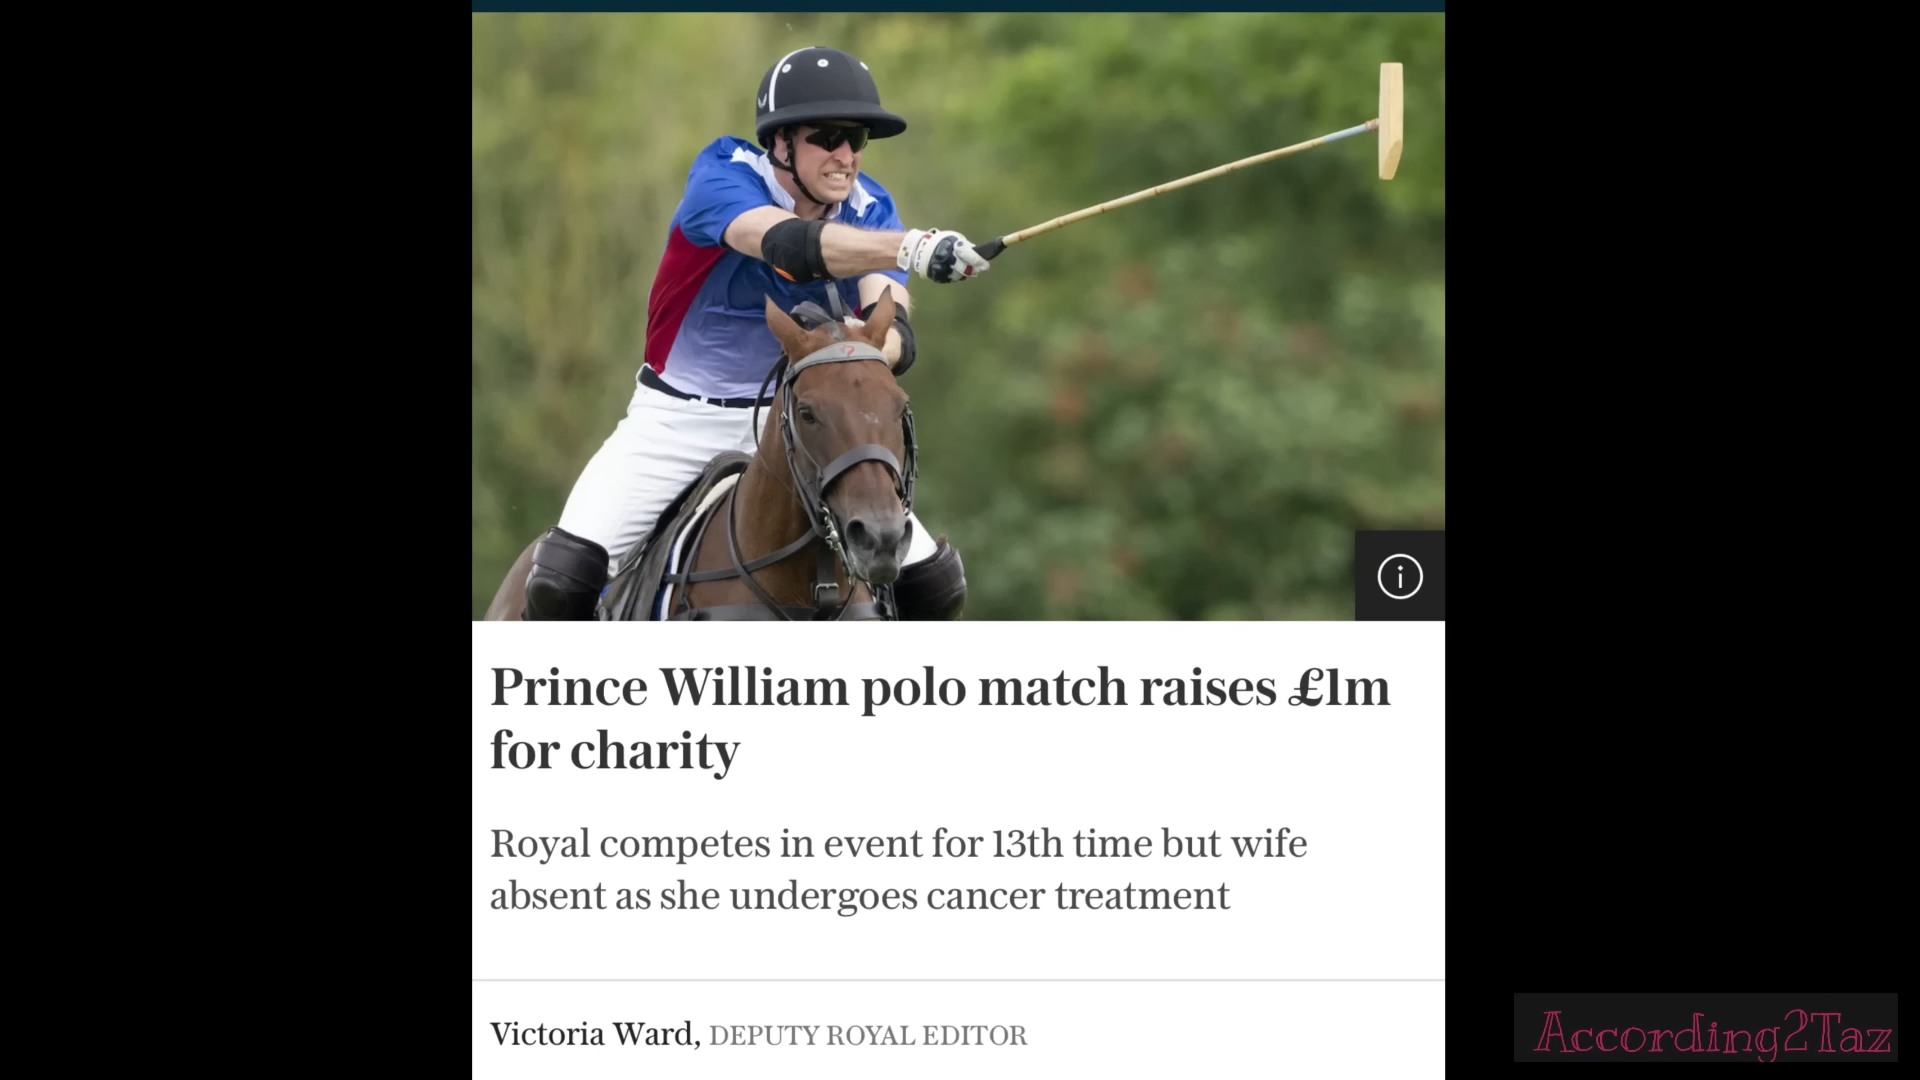 Prince William polo match raises £1m
for charity
Royal competes in event for 13th time but wife
absent as she undergoes cancer treatment
Victoria Ward, DEPUTY ROYAL EDITOR
According2Taz